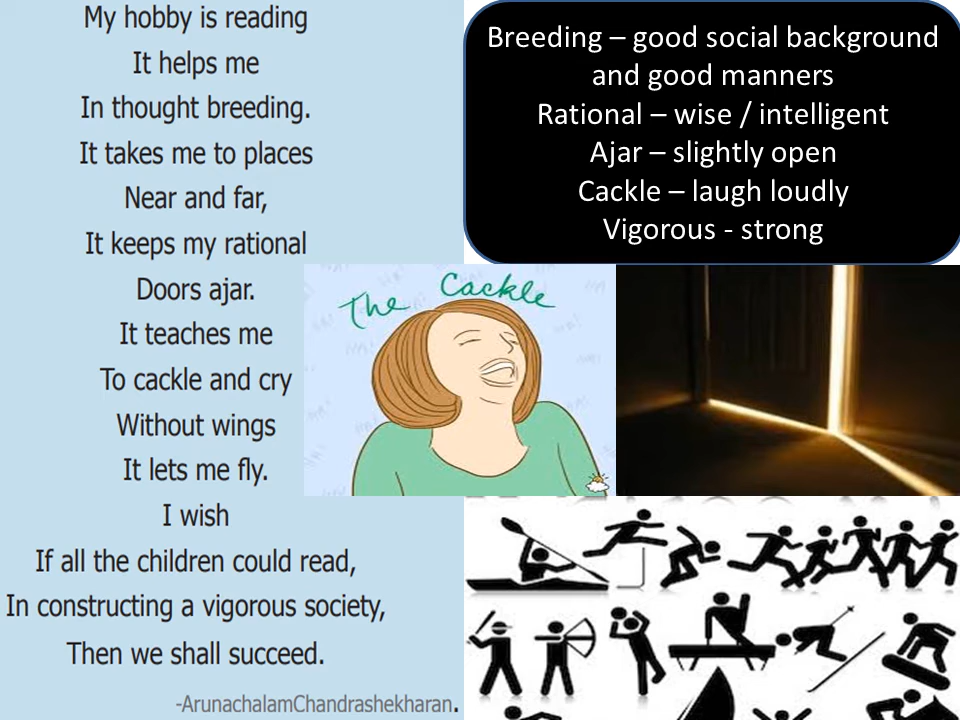 My hobby is reading
It helps me
In thought breeding.
It takes me to places
Near and far,
It keeps my rational
Doors ajar.
It teaches me
To cackle and cry
Without wings
It lets me fly.
I wish
If all the children could read,
In constructing a vigorous society,
Then we shall succeed.
-ArunachalamChandrashekharan.
Breeding – good social background
and good manners
Rational – wise / intelligent
Ajar – slightly open
Cackle – laugh loudly
Vigorous - strong
The Cackle